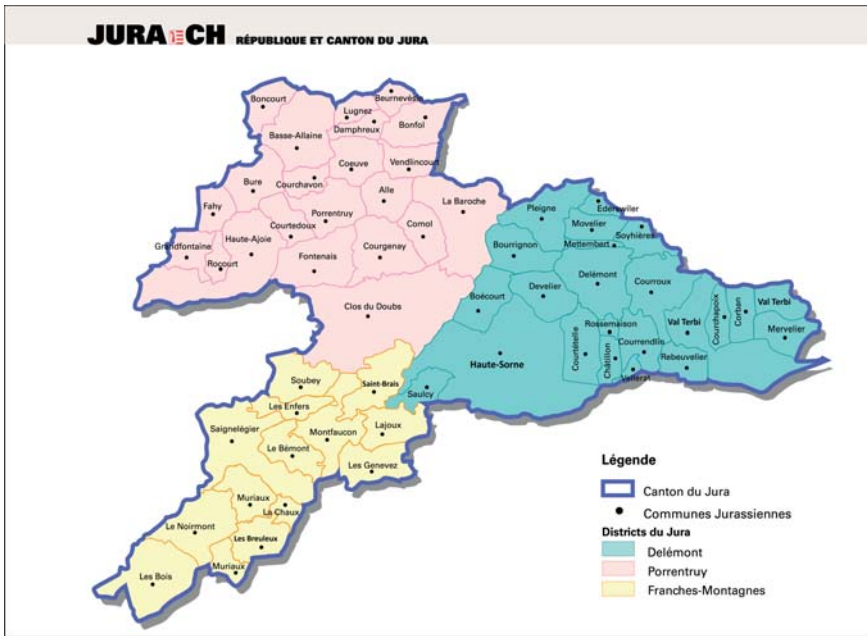 JURA CH RÉPUBLIQUE ET CANTON DU JURA
Boncourt
Beurnevésin
Lugnez
Damphreux
Bonfol
Basse-Allaine
Coeuve
Vendlincourt
Bure
Courchavon
Alle
La Baroche
Fahy
Porrentruy
Courtedoux
Cornol
Grandfontaine
Haute-Ajoie
Rocourt
Fontenais
Courgenay
Clos du Doubs
Ederswiler
Pleigne
Movelier
Soyhières
Mettembert
Bourrignon
Delémont
Develier
Courroux
Boécourt
Val Terbi
Courchapoix
Corban
Val Terbi
Mervelier
Rossemaison
Courtételle
Châtillon
Courrendlin
Rebeuvelier
Vellerat
Haute-Sorne
Saulcy
Soubey
Saint-Brais
Les Enfers
Saignelégier
Montfaucon
Lajoux
Le Bémont
Les Genevez
Muriaux
La Chaux
Le Noirmont
Les Breuleux
Muriaux
Les Bois
Légende
Canton du Jura
Communes Jurassiennes
Districts du Jura
Delémont
Porrentruy
Franches-Montagnes